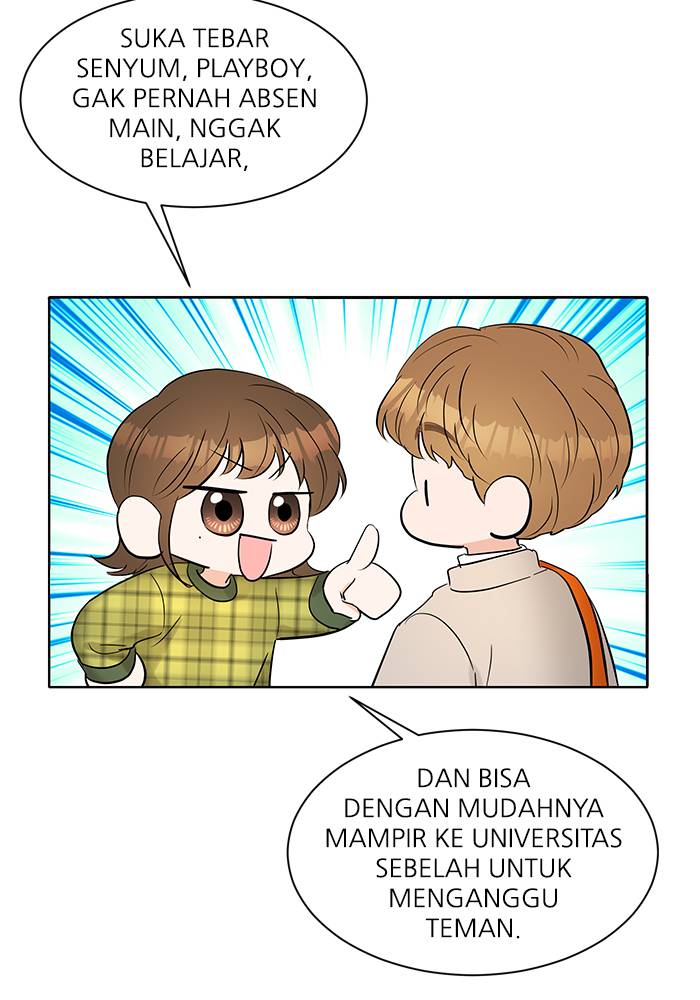 SUKA TEBAR
SENYUM, PLAYBOY,
GAK PERNAH ABSEN
MAIN, NGGAK
BELAJAR,
DAN BISA
DENGAN MUDAHNYA
MAMPIR KE UNIVERSITAS
SEBELAH UNTUK
MENGANGGU
TEMAN.